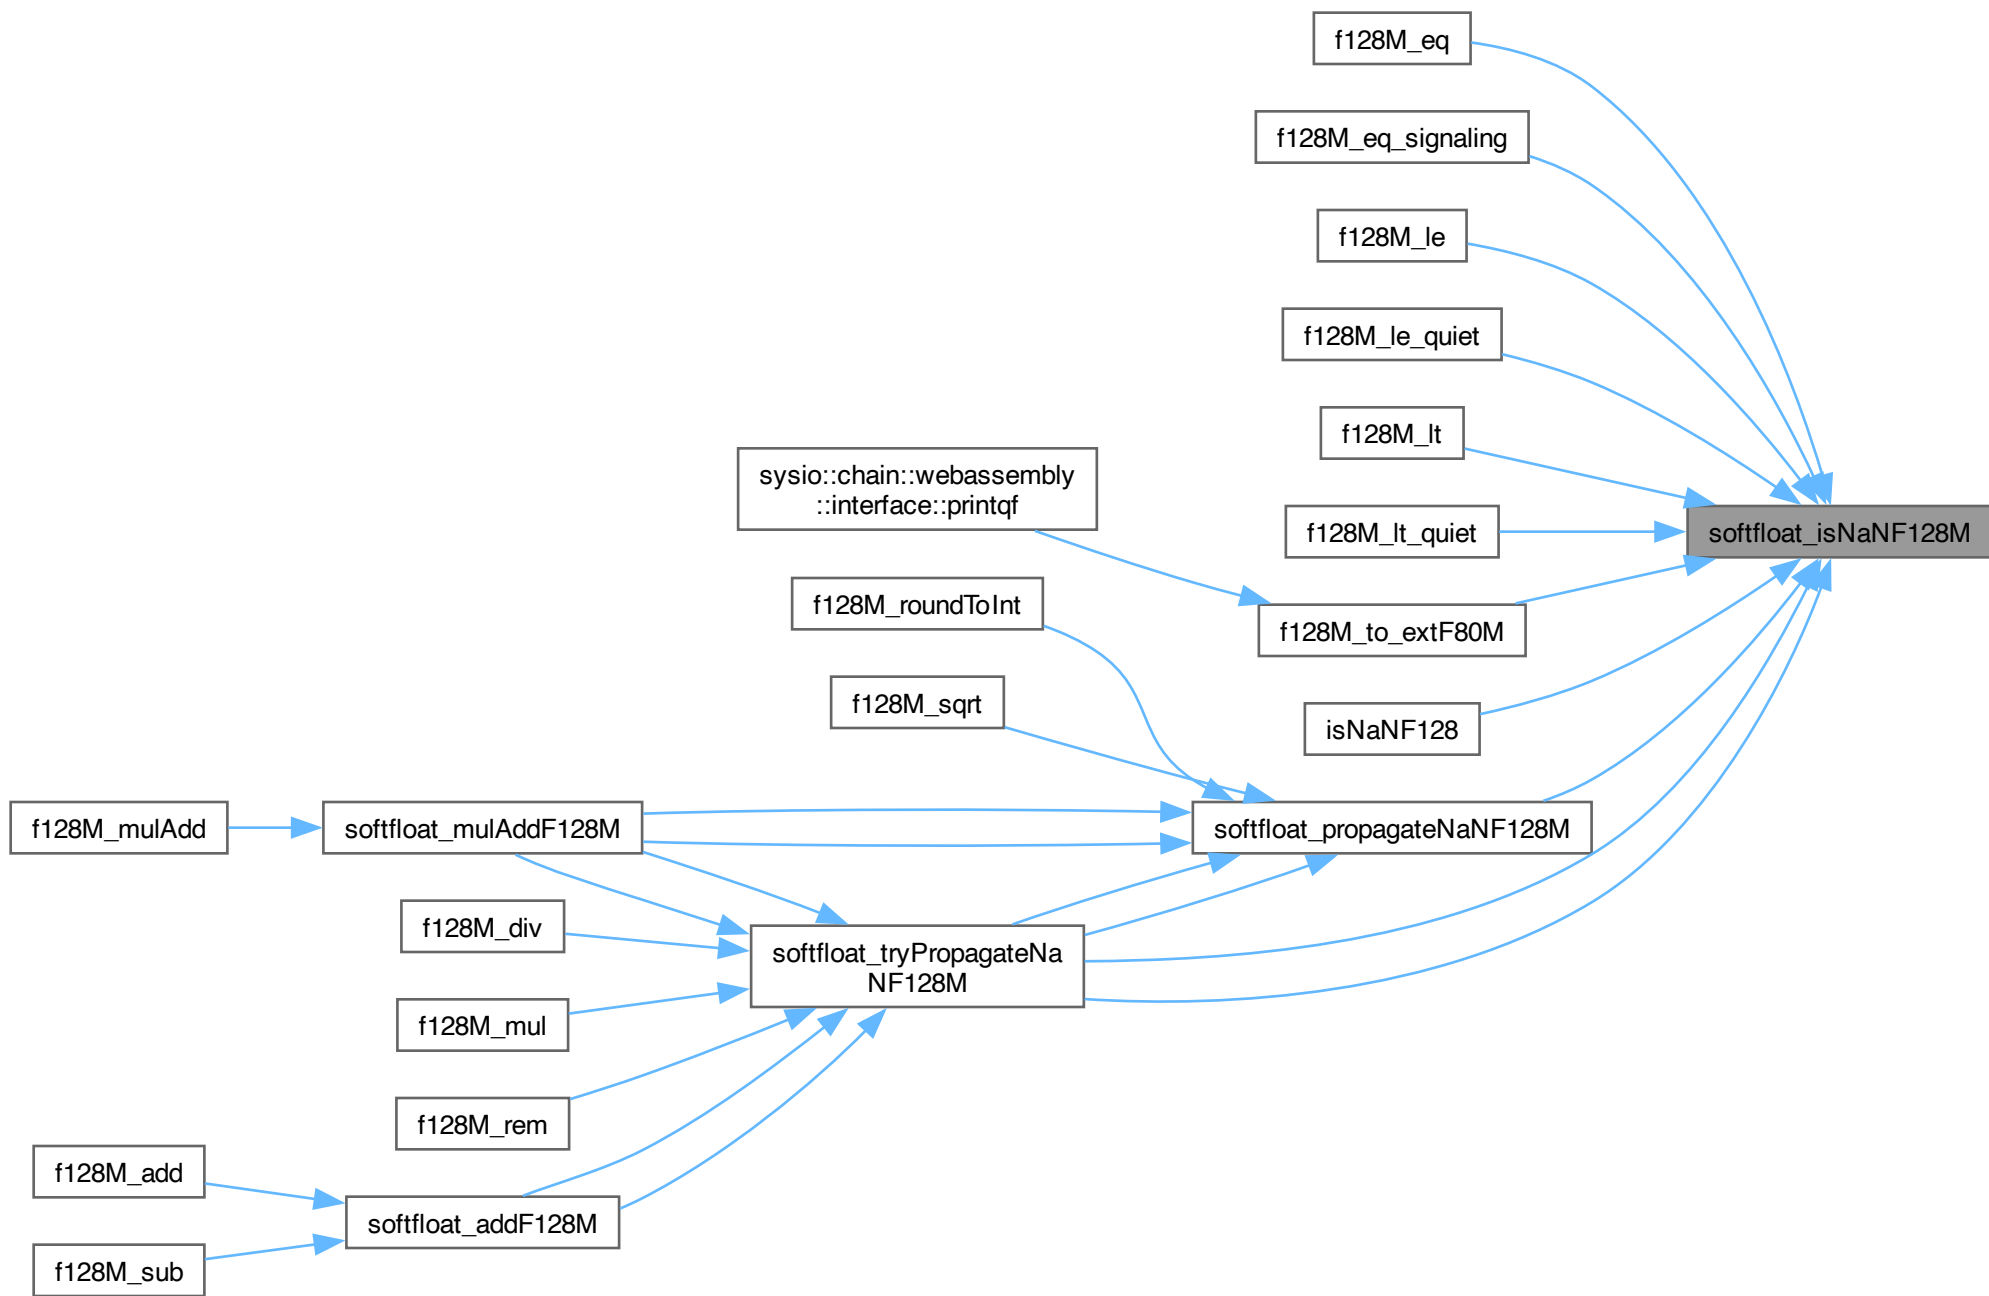 f128M_eq
f128M_eq_signaling
f128M_le
f128M_le_quiet
f128M_lt
sysio::chain::webassembly
::interface::printqf
f128M_lt_quiet
softfloat_isNaNF128M
f128M_roundToInt
f128M_to_extF80M
f128M_sqrt
isNaNF128
f128M_mulAdd
softfloat_mulAddF128M
softfloat_propagateNaNF128M
f128M_div
softfloat_tryPropagateNa
NF128M
f128M_mul
f128M_rem
f128M_add
softfloat_addF128M
f128M_sub